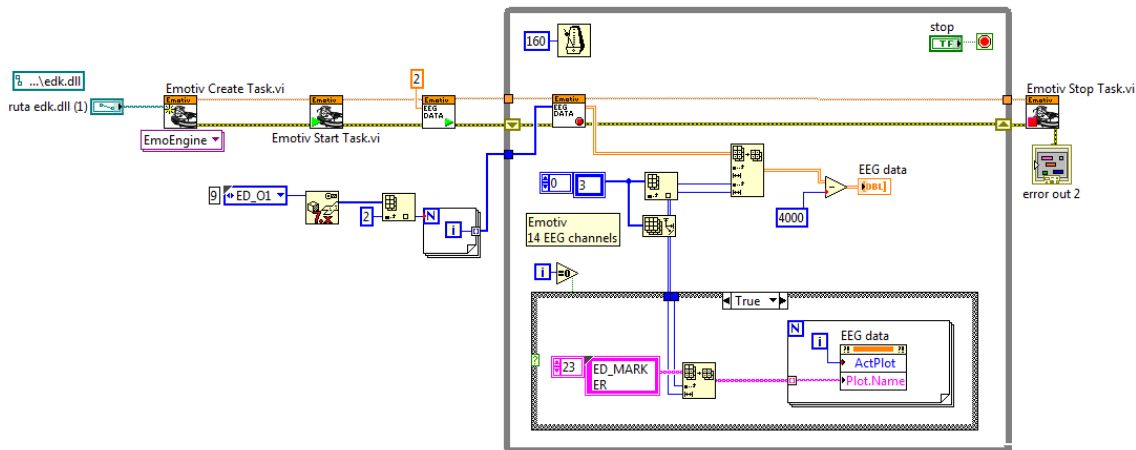 160
stop
TF
...\edk.dll
ruta edk.dll (1)
Emotiv Create Task.vi
Emotiv
EmoEngine
Emotiv
Emotiv Start Task.vi
2
Emotiv
EEG
DATA
Emotiv
EEG
DATA
Emotiv Stop Task.vi
Emotiv
error out 2
9
ED_O1
7.x
2
N
i
0
3
EEG data
DBL
4000
Emotiv
14 EEG channels
i
=0
True
?
23
ED_MARK
ER
N
i
EEG data
ActPlot
Plot.Name